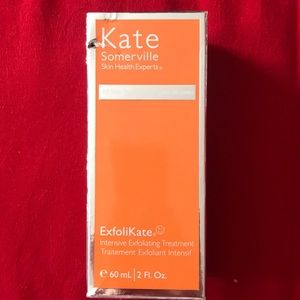 Kate
Somerville
Skin Health Experts®
ExfoliKate®
Intensive Exfoliating Treatment
Traitement Exfoliant Intensif
℮ 60 mL | 2 Fl. Oz.